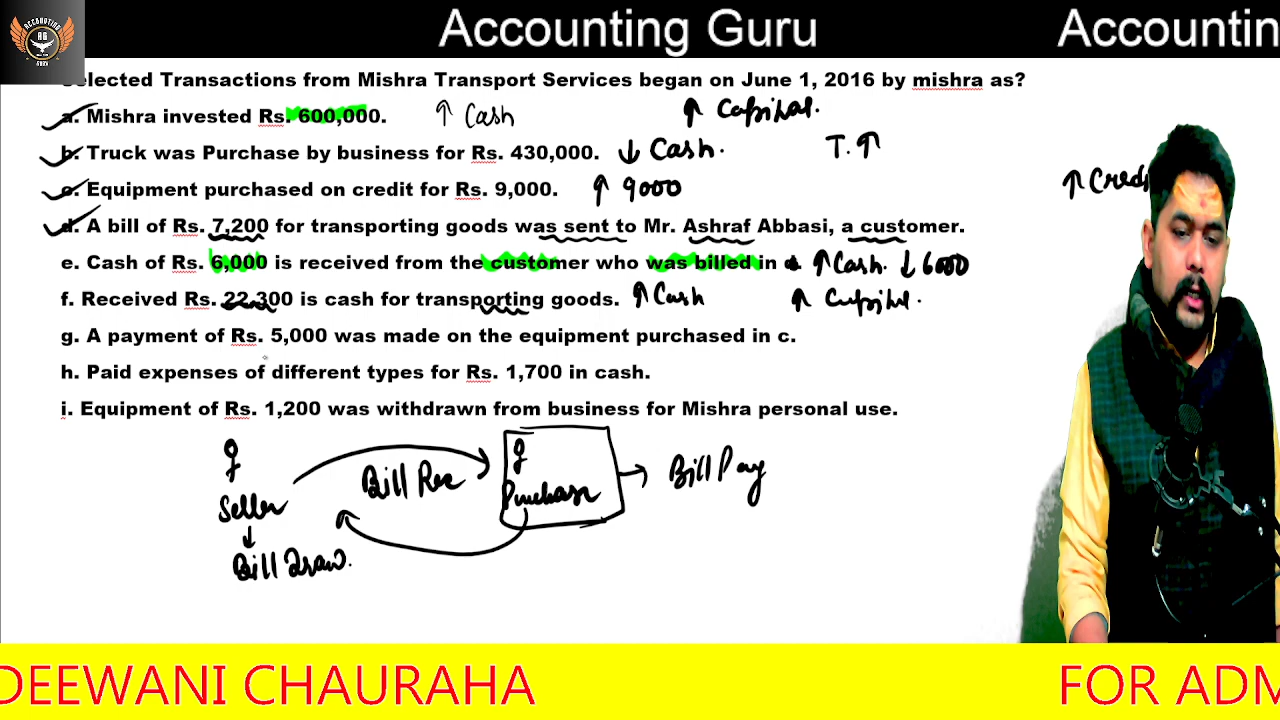 Accounting Guru
Accountin
ACCOUNTING
AG
GURU
elected Transactions from Mishra Transport Services began on June 1, 2016 by mishra as?
a. Mishra invested Rs. 600,000. ↑ Cash ↑ Capital.
b. Truck was Purchase by business for Rs. 430,000. ↓ Cash. T. ↑
c. Equipment purchased on credit for Rs. 9,000. ↑ 9000 ↑ Cred
d. A bill of Rs. 7,200 for transporting goods was sent to Mr. Ashraf Abbasi, a customer.
e. Cash of Rs. 6,000 is received from the customer who was billed in d. ↑ Cash. ↓ 6000
f. Received Rs. 22,300 is cash for transporting goods. ↑ Cash ↑ Capital.
g. A payment of Rs. 5,000 was made on the equipment purchased in c.
h. Paid expenses of different types for Rs. 1,700 in cash.
i. Equipment of Rs. 1,200 was withdrawn from business for Mishra personal use.
Seller Bill Rec Purchase Bill Pay
Bill Draw.
DEEWANI CHAURAHA
FOR ADM